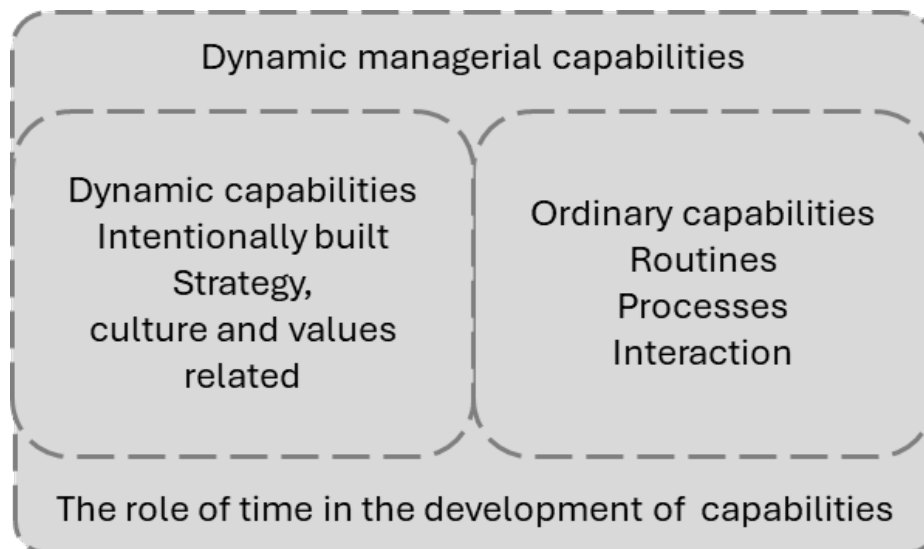 Dynamic managerial capabilities
Dynamic capabilities
Intentionally built
Strategy,
culture and values
related
Ordinary capabilities
Routines
Processes
Interaction
The role of time in the development of  capabilities